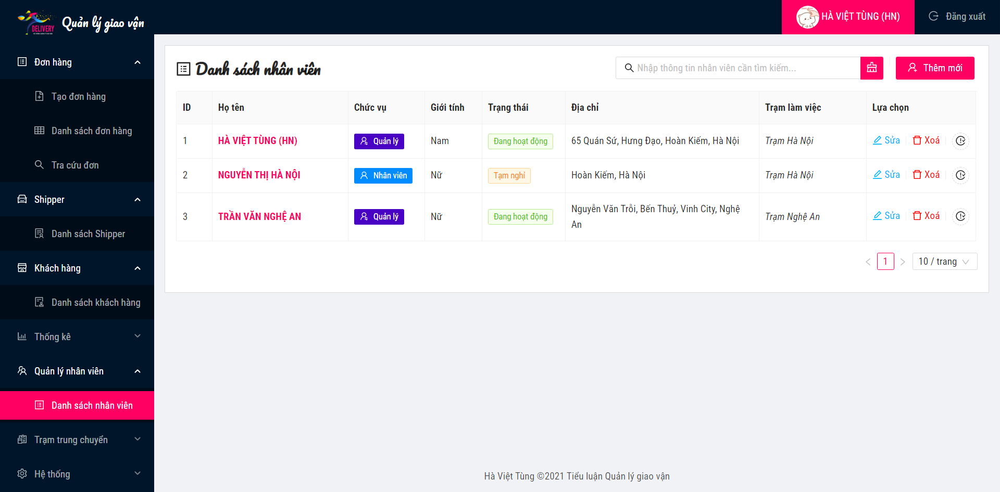 DELIVERY
Quản lý giao vận
HÀ VIỆT TÙNG (HN)
Đăng xuất
Đơn hàng
Tạo đơn hàng
Danh sách đơn hàng
Tra cứu đơn
Shipper
Danh sách Shipper
Khách hàng
Danh sách khách hàng
Thống kê
Quản lý nhân viên
Danh sách nhân viên
Trạm trung chuyển
Hệ thống
Danh sách nhân viên
Nhập thông tin nhân viên cần tìm kiếm...
Thêm mới
ID Họ tên Chức vụ Giới tính Trạng thái Địa chỉ Trạm làm việc Lựa chọn
1 HÀ VIỆT TÙNG (HN) Quản lý Nam Đang hoạt động 65 Quán Sứ, Hưng Đạo, Hoàn Kiếm, Hà Nội Trạm Hà Nội Sửa Xoá
2 NGUYỄN THỊ HÀ NỘI Nhân viên Nữ Tạm nghỉ Hoàn Kiếm, Hà Nội Trạm Hà Nội Sửa Xoá
3 TRẦN VĂN NGHỆ AN Quản lý Nữ Đang hoạt động Nguyễn Văn Trỗi, Bến Thuỷ, Vinh City, Nghệ
An Trạm Nghệ An Sửa Xoá
1
10 / trang
Hà Việt Tùng ©2021 Tiểu luận Quản lý giao vận